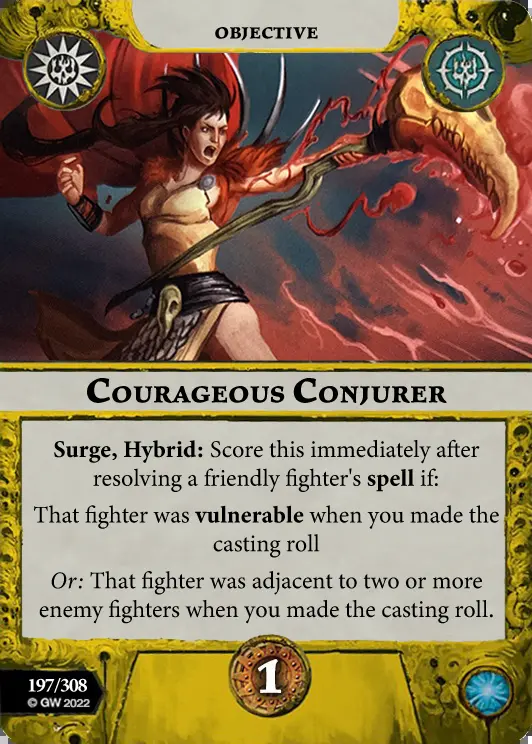 OBJECTIVE
COURAGEOUS CONJURER
Surge, Hybrid: Score this immediately after
resolving a friendly fighter's spell if:
That fighter was vulnerable when you made the
casting roll
Or: That fighter was adjacent to two or more
enemy fighters when you made the casting roll.
197/308
© GW 2022
1